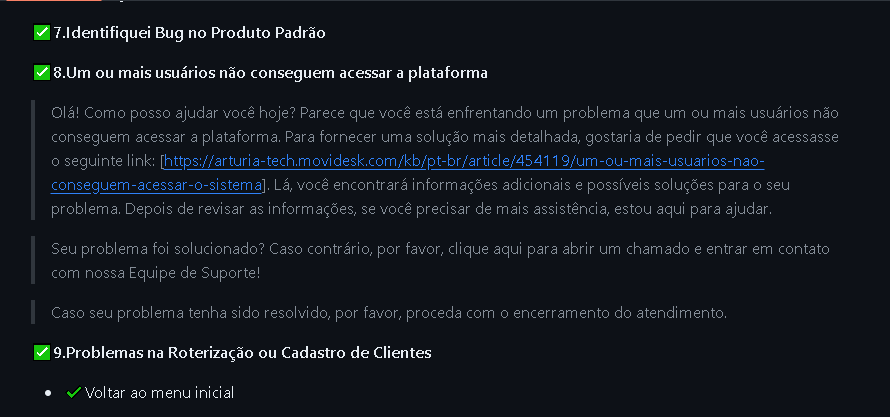 ✅ 7.Identifiquei Bug no Produto Padrão
✅ 8.Um ou mais usuários não conseguem acessar a plataforma
Olá! Como posso ajudar você hoje? Parece que você está enfrentando um problema que um ou mais usuários não
conseguem acessar a plataforma. Para fornecer uma solução mais detalhada, gostaria de pedir que você acessasse
o seguinte link: [https://arturia-tech.movidesk.com/kb/pt-br/article/454119/um-ou-mais-usuarios-nao-
conseguem-acessar-o-sistema]. Lá, você encontrará informações adicionais e possíveis soluções para o seu
problema. Depois de revisar as informações, se você precisar de mais assistência, estou aqui para ajudar.
Seu problema foi solucionado? Caso contrário, por favor, clique aqui para abrir um chamado e entrar em contato
com nossa Equipe de Suporte!
Caso seu problema tenha sido resolvido, por favor, proceda com o encerramento do atendimento.
✅ 9.Problemas na Roterização ou Cadastro de Clientes
• ✔ Voltar ao menu inicial